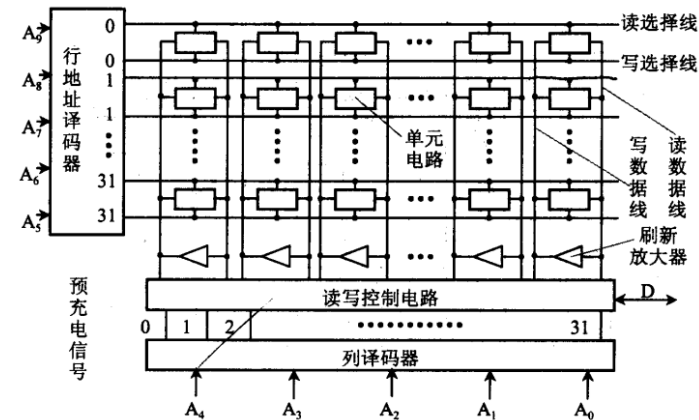 A9
A8
A7
A6
A5
行地址译码器
0
0
1
1
31
31
读选择线
写选择线
单元
电路
写数据线
读数据线
刷新
放大器
预充电信号
读写控制电路
D
0 1 2 31
列译码器
A4 A3 A2 A1 A0